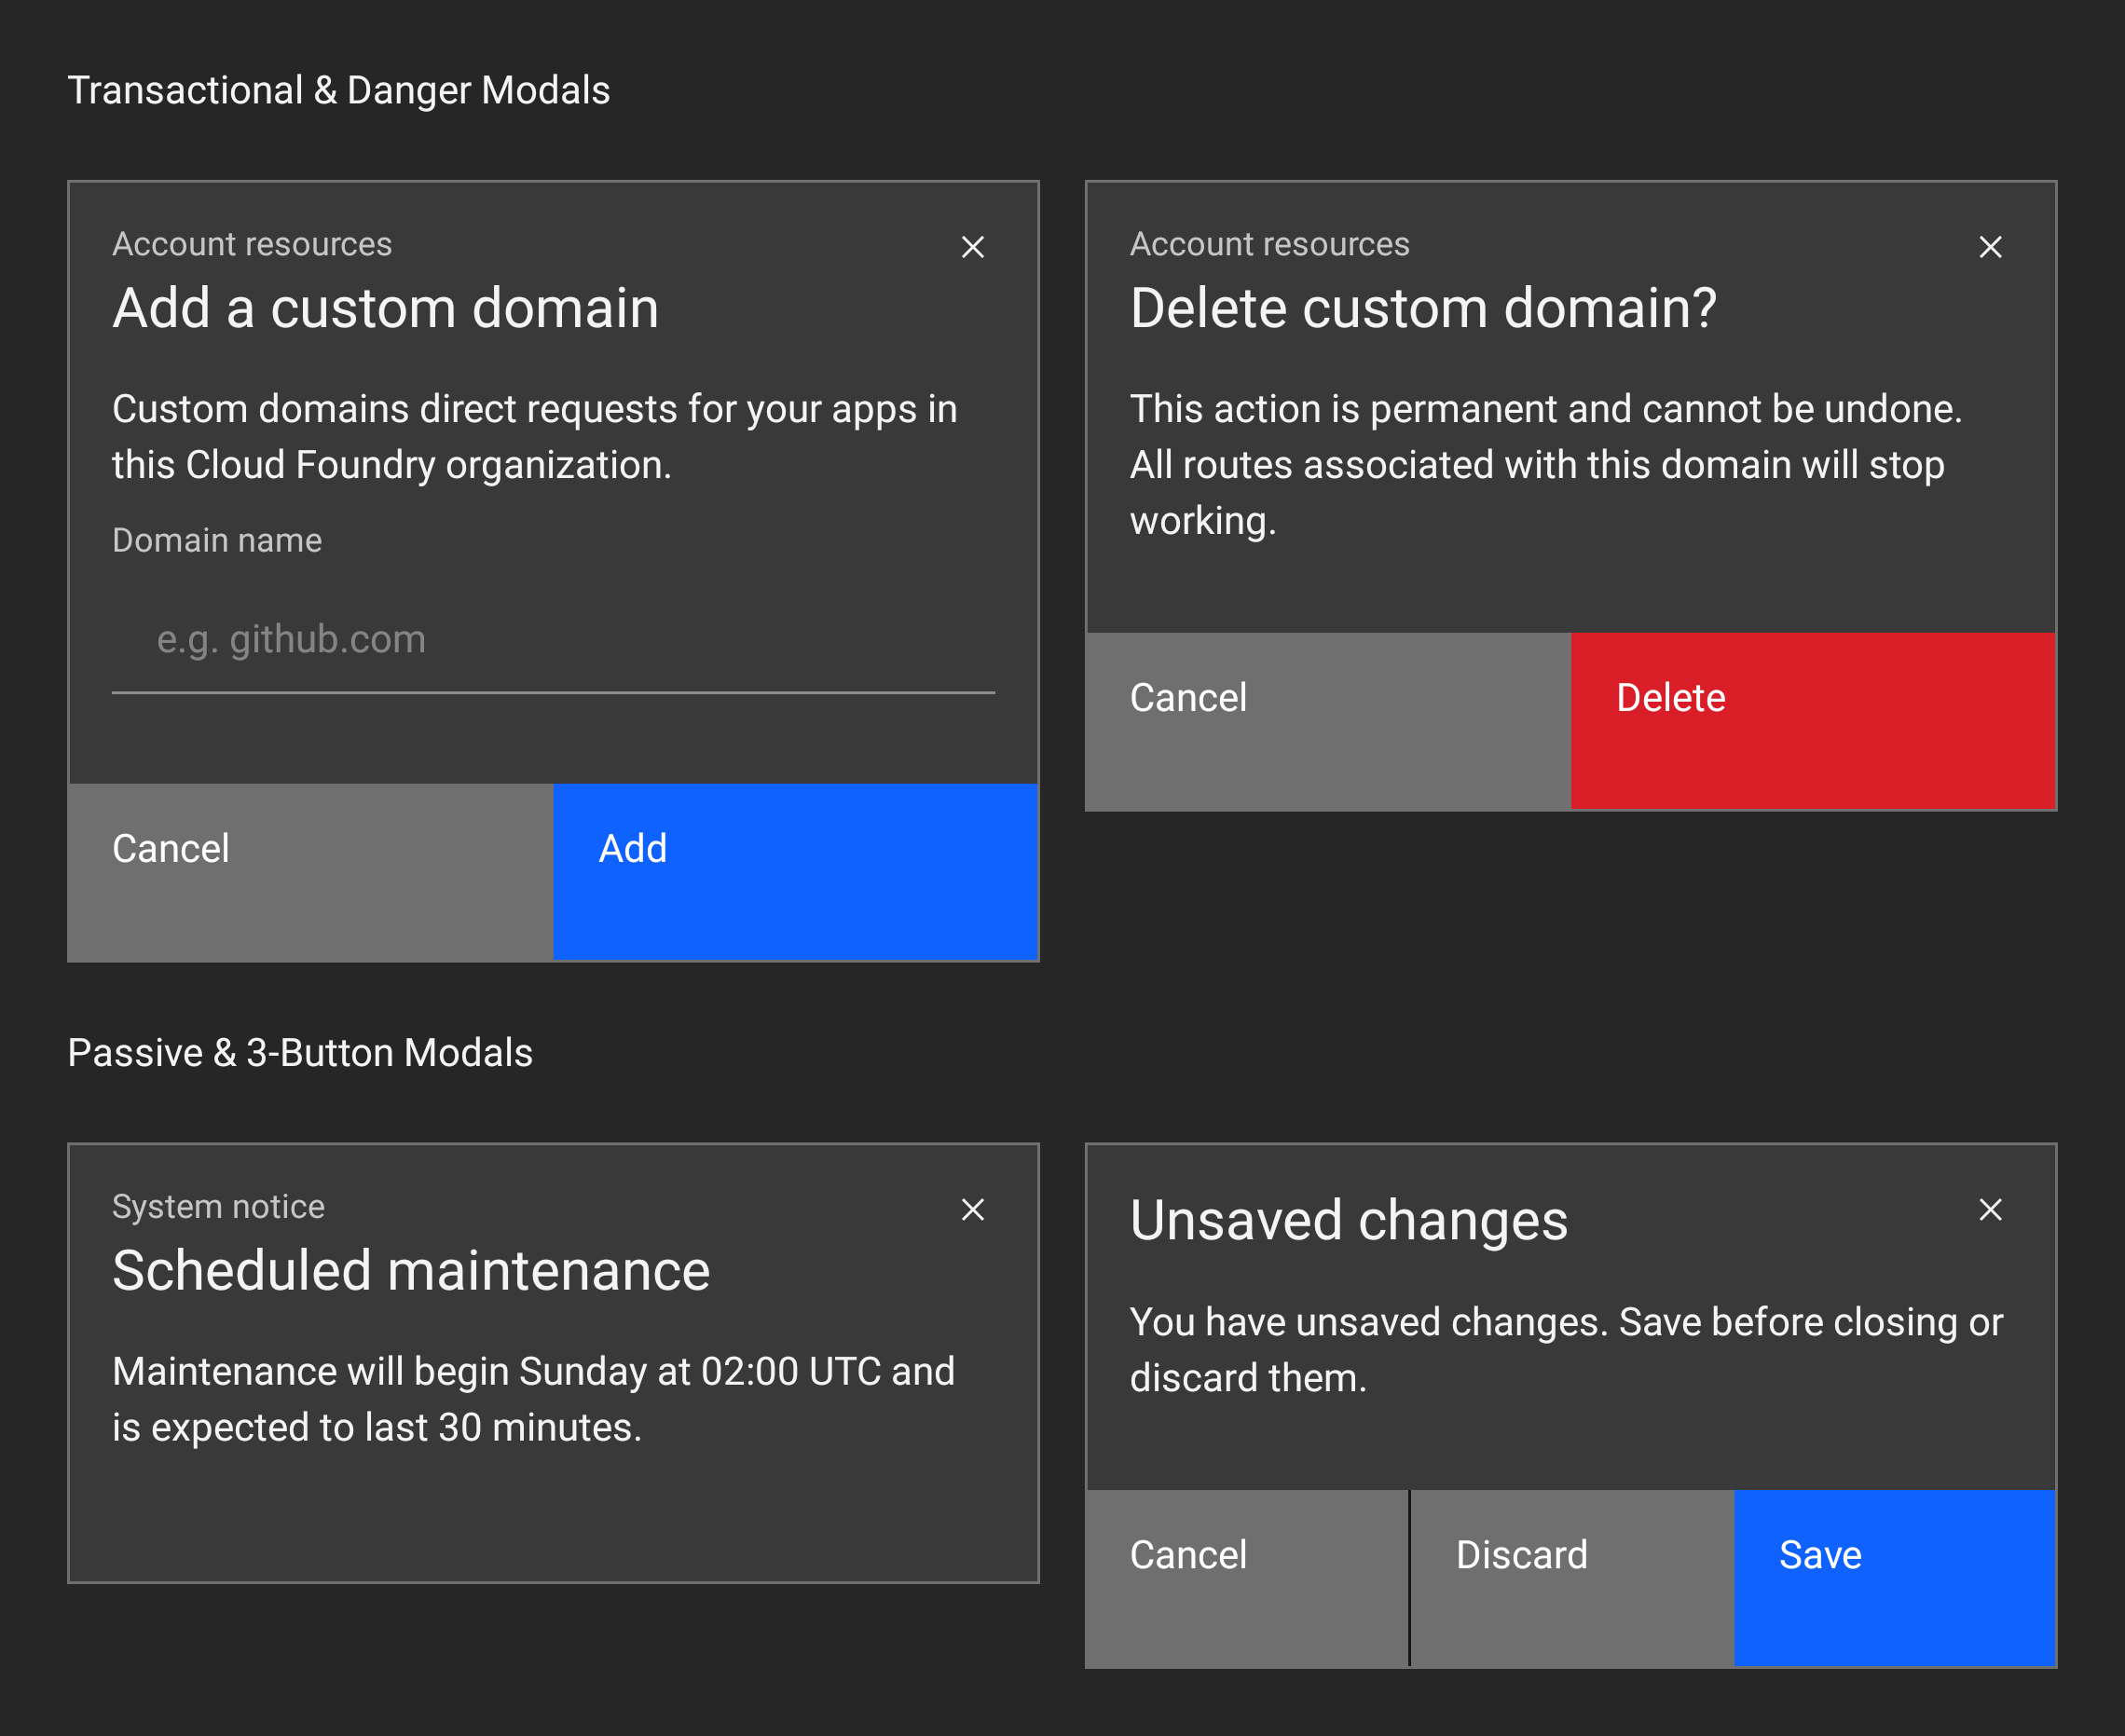 Transactional & Danger Modals
Account resources
Add a custom domain
Custom domains direct requests for your apps in
this Cloud Foundry organization.
Domain name
e.g. github.com
Cancel
Add
Account resources
Delete custom domain?
This action is permanent and cannot be undone.
All routes associated with this domain will stop
working.
Cancel
Delete
Passive & 3-Button Modals
System notice
Scheduled maintenance
Maintenance will begin Sunday at 02:00 UTC and
is expected to last 30 minutes.
Unsaved changes
You have unsaved changes. Save before closing or
discard them.
Cancel
Discard
Save